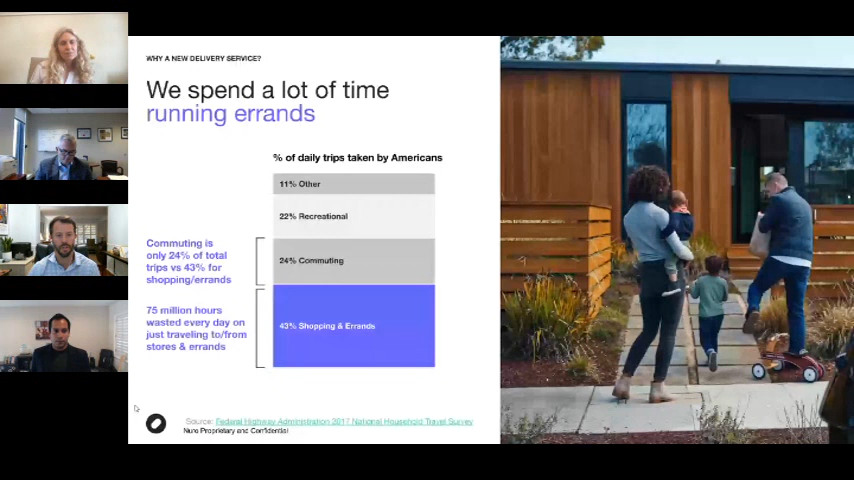 WHY A NEW DELIVERY SERVICE?
We spend a lot of time
running errands
% of daily trips taken by Americans
11% Other
22% Recreational
Commuting is
only 24% of total
trips vs 43% for
shopping/errands
24% Commuting
75 million hours
wasted every day on
just traveling to/from
stores & errands
43% Shopping & Errands
Source: Federal Highway Administration 2017 National Household Travel Survey
Nuro Proprietary and Confidential